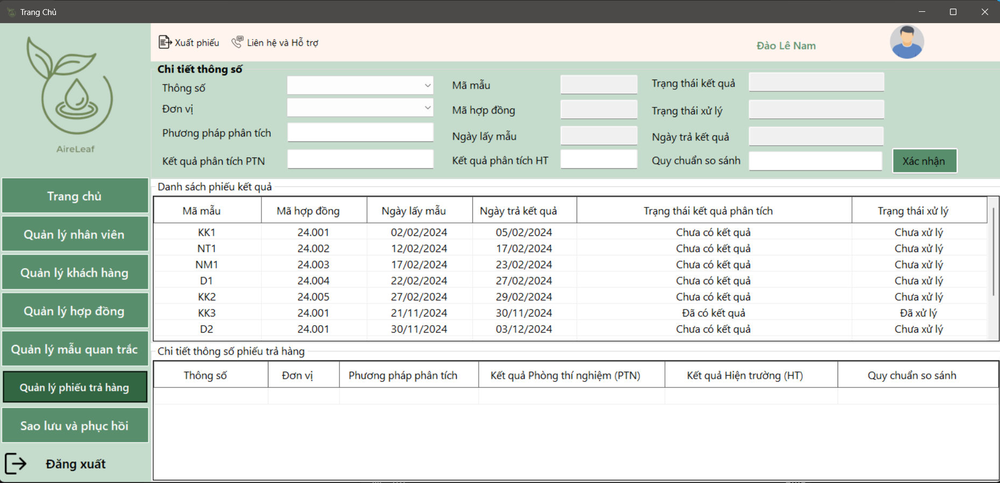 Trang Chủ
Xuất phiếu Liên hệ và Hỗ trợ
Đào Lê Nam
AireLeaf
Trang chủ
Quản lý nhân viên
Quản lý khách hàng
Quản lý hợp đồng
Quản lý mẫu quan trắc
Quản lý phiếu trả hàng
Sao lưu và phục hồi
Đăng xuất
Chi tiết thông số
Thông số Mã mẫu Trạng thái kết quả
Đơn vị Mã hợp đồng Trạng thái xử lý
Phương pháp phân tích Ngày lấy mẫu Ngày trả kết quả
Kết quả phân tích PTN Kết quả phân tích HT Quy chuẩn so sánh Xác nhận
Danh sách phiếu kết quả
Mã mẫu Mã hợp đồng Ngày lấy mẫu Ngày trả kết quả Trạng thái kết quả phân tích Trạng thái xử lý
KK1 24.001 02/02/2024 05/02/2024 Chưa có kết quả Chưa xử lý
NT1 24.002 12/02/2024 17/02/2024 Chưa có kết quả Chưa xử lý
NM1 24.003 17/02/2024 23/02/2024 Chưa có kết quả Chưa xử lý
D1 24.004 22/02/2024 27/02/2024 Chưa có kết quả Chưa xử lý
KK2 24.005 27/02/2024 29/02/2024 Chưa có kết quả Chưa xử lý
KK3 24.001 21/11/2024 30/11/2024 Đã có kết quả Đã xử lý
D2 24.001 30/11/2024 03/12/2024 Chưa có kết quả Chưa xử lý
Chi tiết thông số phiếu trả hàng
Thông số Đơn vị Phương pháp phân tích Kết quả Phòng thí nghiệm (PTN) Kết quả Hiện trường (HT) Quy chuẩn so sánh